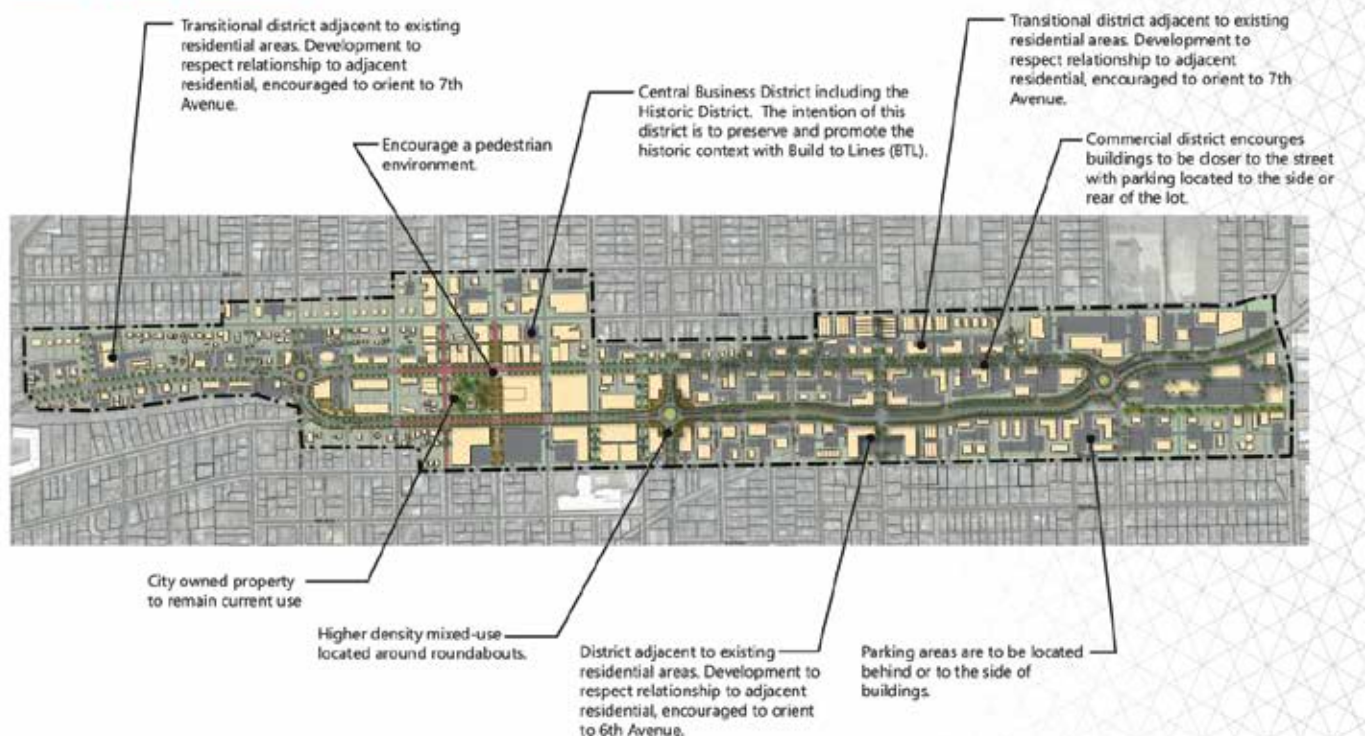 Transitional district adjacent to existing
residential areas. Development to
respect relationship to adjacent
residential, encouraged to orient to 7th
Avenue.
Encourage a pedestrian
environment.
Central Business District including the
Historic District. The intention of this
district is to preserve and promote the
historic context with Build to Lines (BTL).
Transitional district adjacent to existing
residential areas. Development to
respect relationship to adjacent
residential, encouraged to orient to 7th
Avenue.
Commercial district encourges
buildings to be closer to the street
with parking located to the side or
rear of the lot.
City owned property
to remain current use
Higher density mixed-use
located around roundabouts.
District adjacent to existing
residential areas. Development to
respect relationship to adjacent
residential, encouraged to orient
to 6th Avenue.
Parking areas are to be located
behind or to the side of
buildings.